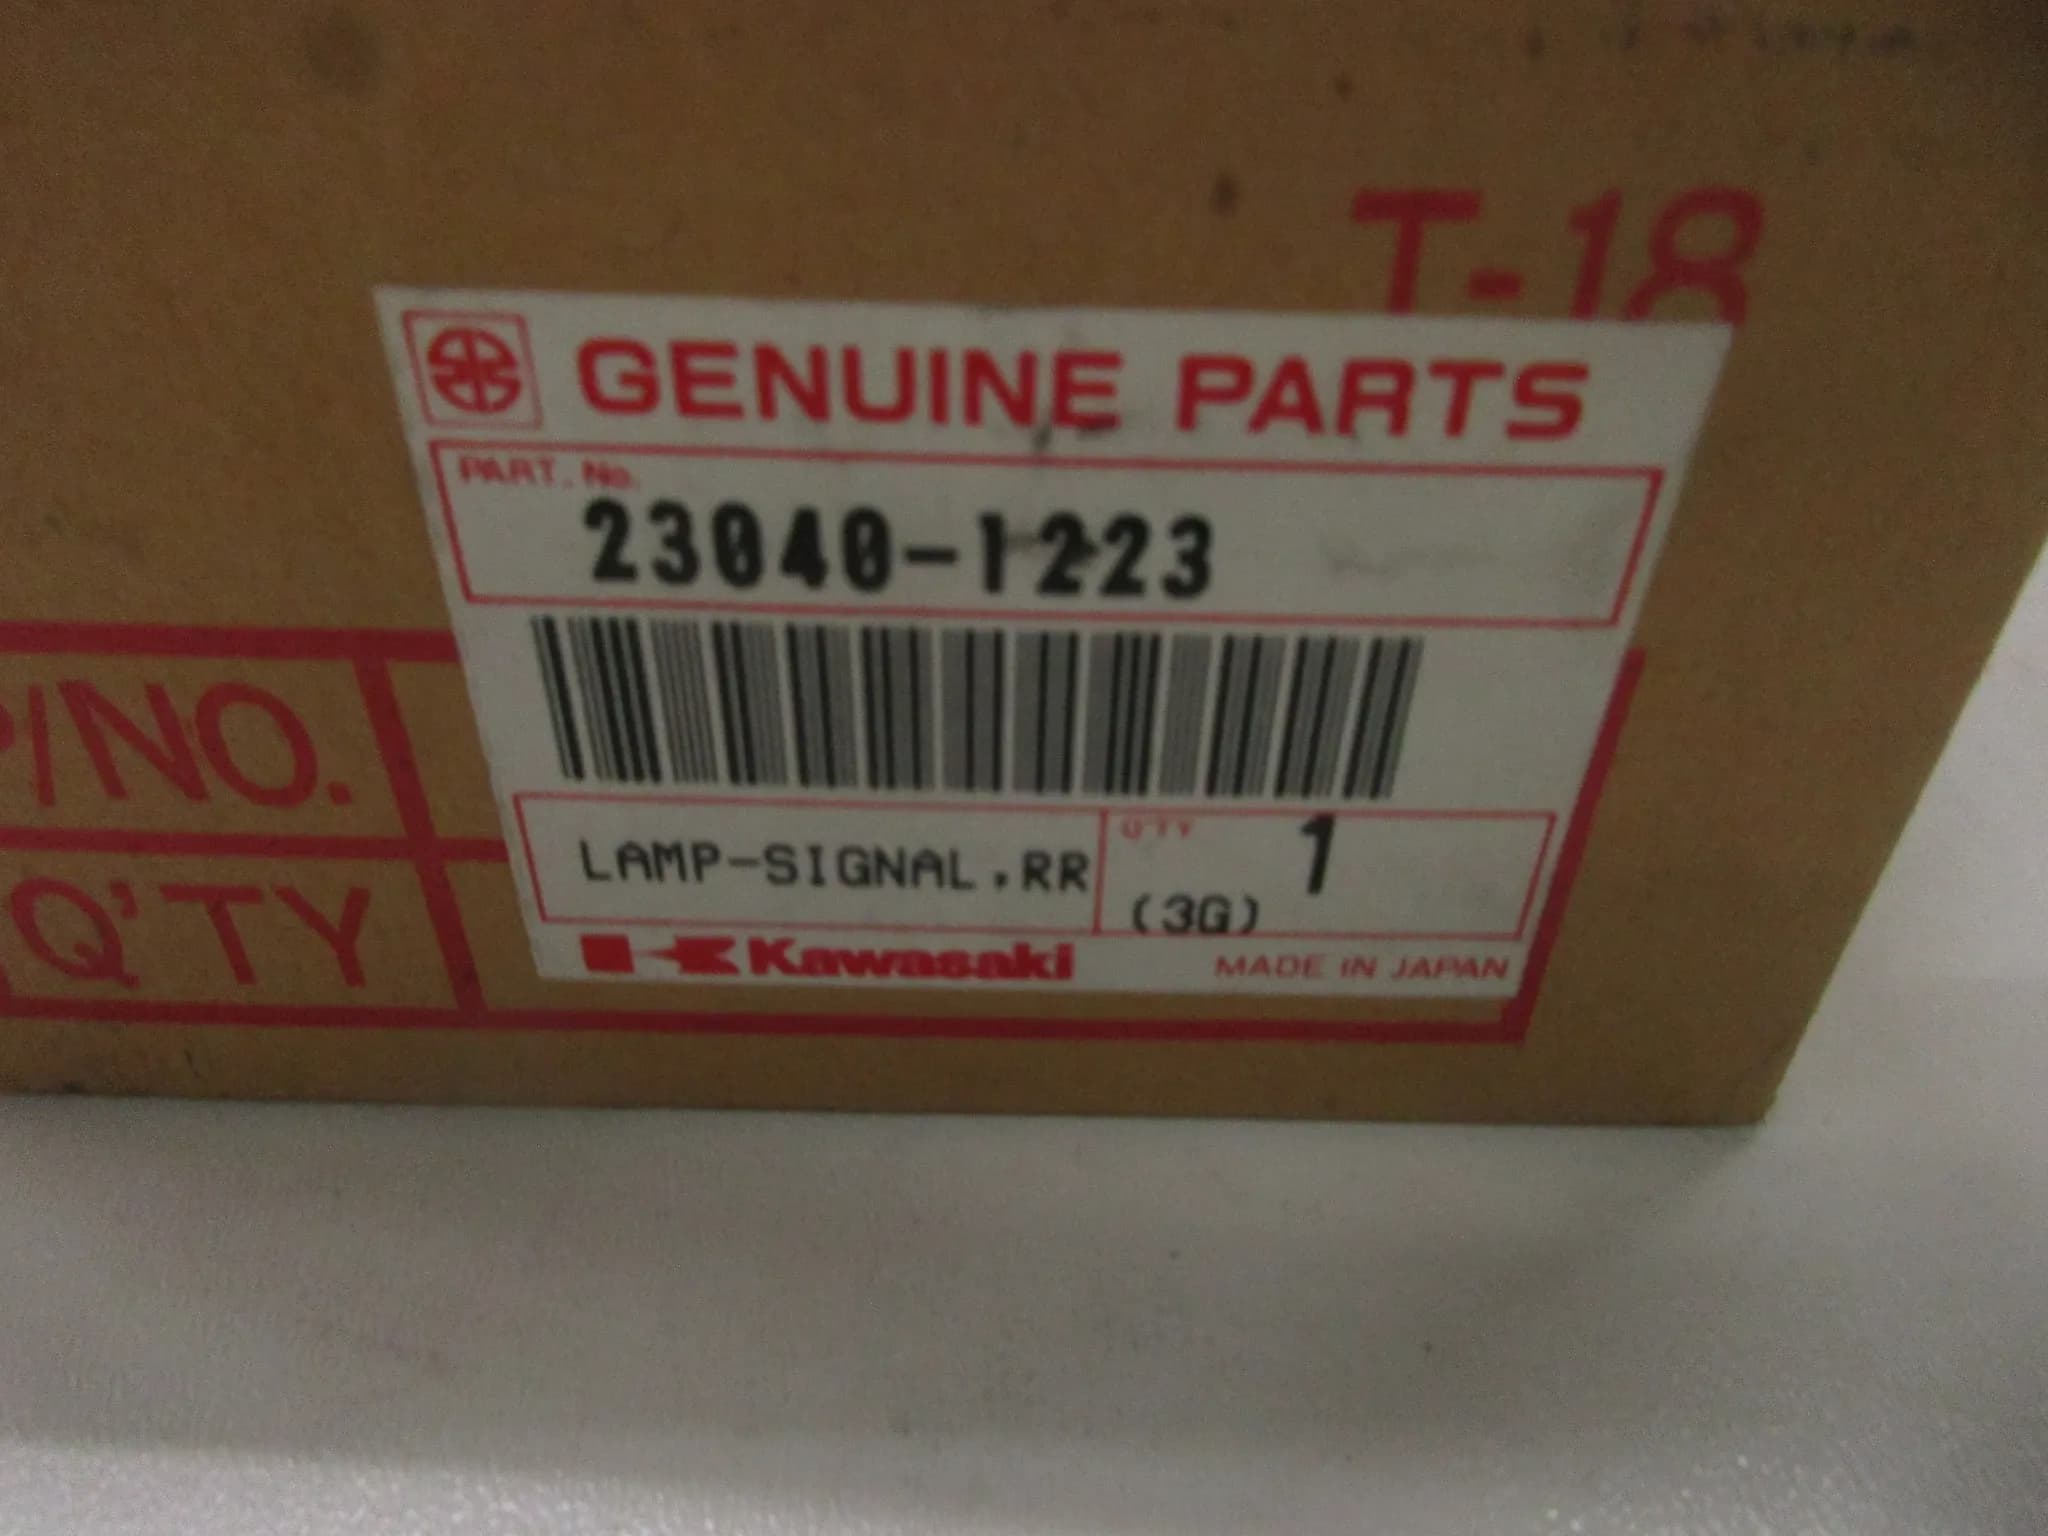 T-18
GENUINE PARTS
PART. No.
23040-1223
P/NO.
LAMP-SIGNAL,RR
Q'TY 1
(3G)
Q'TY
Kawasaki
MADE IN JAPAN